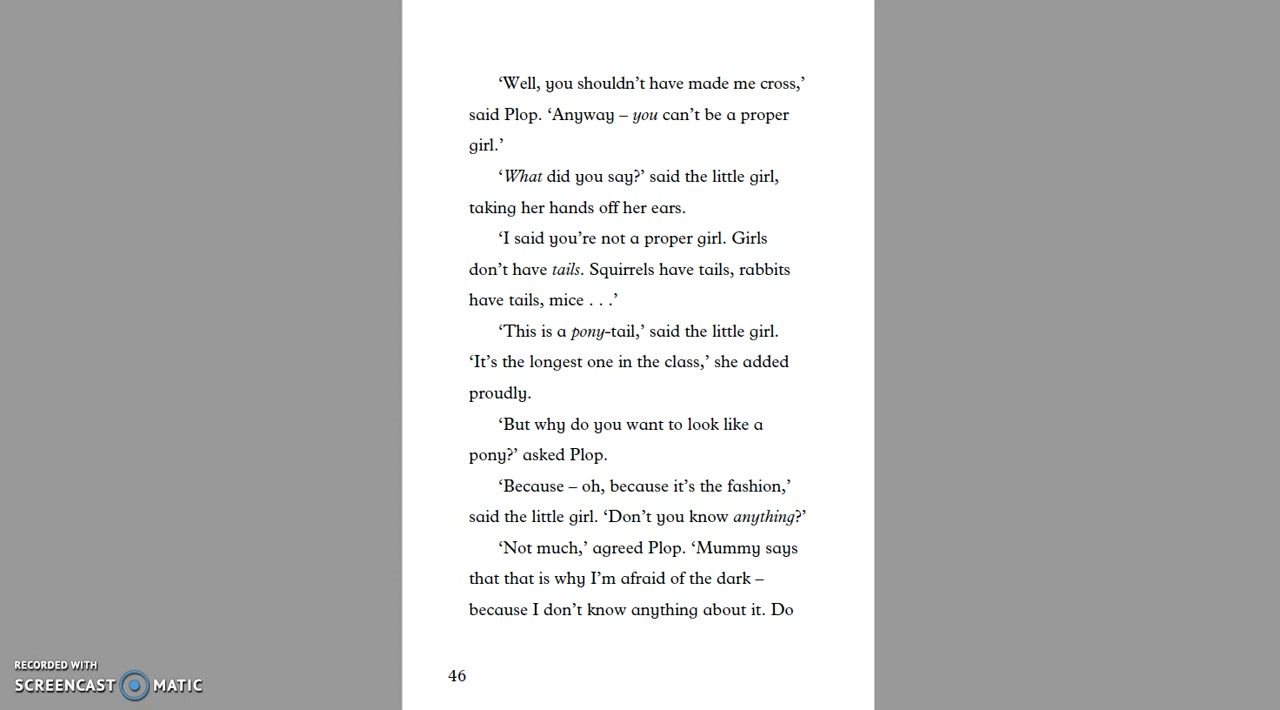 ‘Well, you shouldn’t have made me cross,’
said Plop. ‘Anyway – you can’t be a proper
girl.’
‘What did you say?’ said the little girl,
taking her hands off her ears.
‘I said you’re not a proper girl. Girls
don’t have tails. Squirrels have tails, rabbits
have tails, mice . . .’
‘This is a pony-tail,’ said the little girl.
‘It’s the longest one in the class,’ she added
proudly.
‘But why do you want to look like a
pony?’ asked Plop.
‘Because – oh, because it’s the fashion,’
said the little girl. ‘Don’t you know anything?’
‘Not much,’ agreed Plop. ‘Mummy says
that that is why I’m afraid of the dark –
because I don’t know anything about it. Do
46
RECORDED WITH
SCREENCAST MATIC